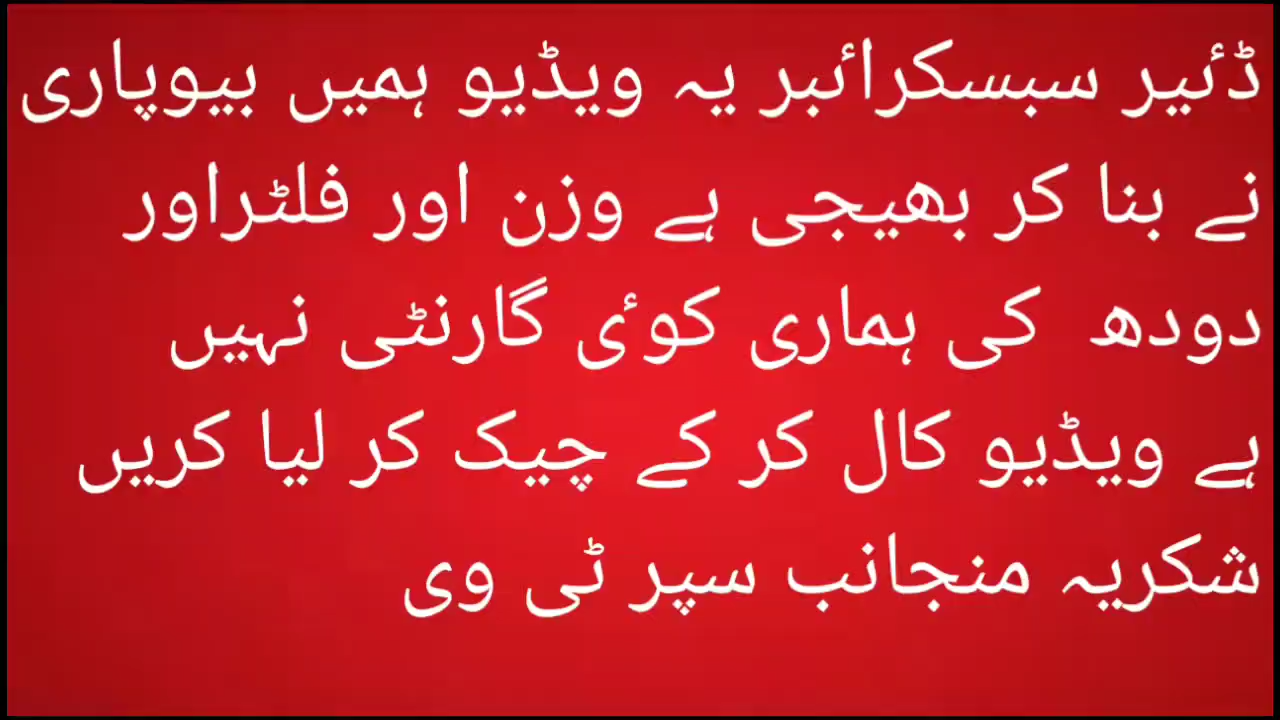 ڈئیر سبسکرائبر یہ ویڈیو ہمیں بیوپاری
نے بنا کر بھیجی ہے وزن اور فلٹراور
دودھ کی ہماری کوئ گارنٹی نہیں
ہے ویڈیو کال کر کے چیک کر لیا کریں
شکریہ منجانب سپر ٹی وی